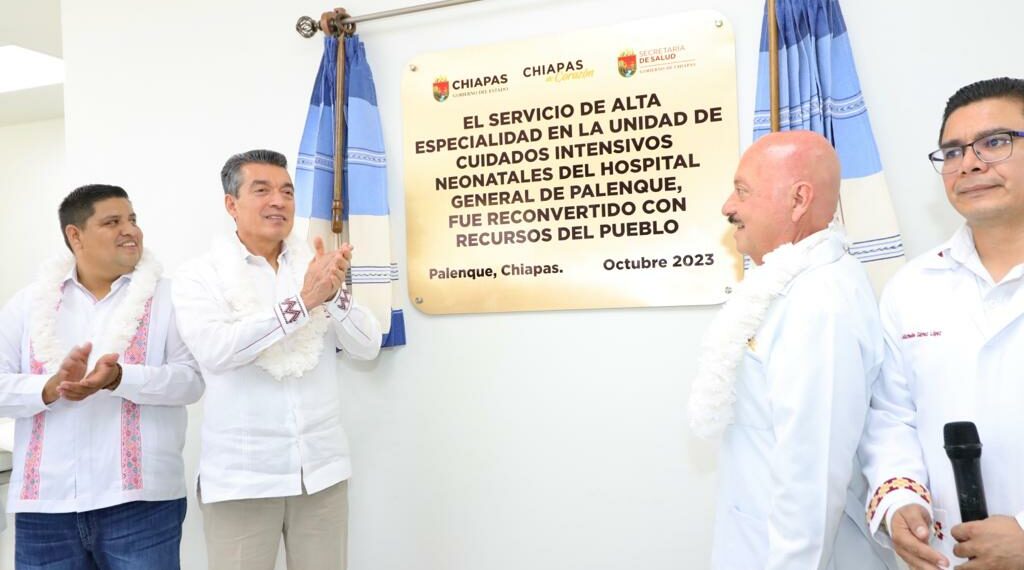 CHIAPAS
GOBIERNO DEL ESTADO
CHIAPAS
de Corazón
SECRETARÍA
DE SALUD
GOBIERNO DE CHIAPAS
EL SERVICIO DE ALTA
ESPECIALIDAD EN LA UNIDAD DE
CUIDADOS INTENSIVOS
NEONATALES DEL HOSPITAL
GENERAL DE PALENQUE,
FUE RECONVERTIDO CON
RECURSOS DEL PUEBLO
Palenque, Chiapas. Octubre 2023